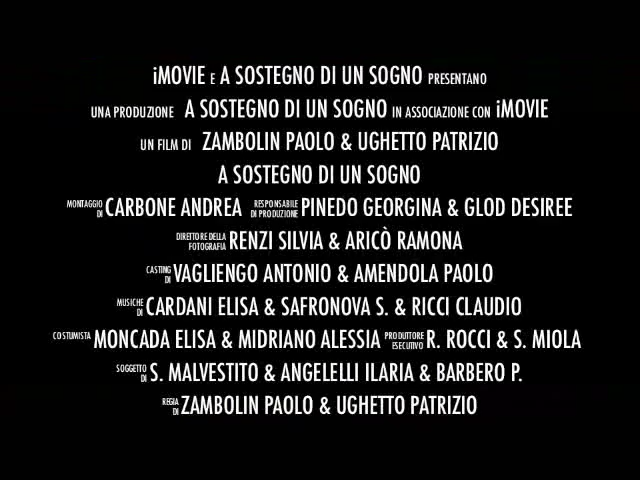 iMOVIE E A SOSTEGNO DI UN SOGNO PRESENTANO
UNA PRODUZIONE A SOSTEGNO DI UN SOGNO IN ASSOCIAZIONE CON iMOVIE
UN FILM DI ZAMBOLIN PAOLO & UGHETTO PATRIZIO
A SOSTEGNO DI UN SOGNO
MONTAGGIO DI CARBONE ANDREA RESPONSABILE DI PRODUZIONE PINEDO GEORGINA & GLOD DESIREE
DIRETTORE DELLA FOTOGRAFIA RENZI SILVIA & ARICÒ RAMONA
CASTING DI VAGLIENGO ANTONIO & AMENDOLA PAOLO
MUSICHE DI CARDANI ELISA & SAFRONOVA S. & RICCI CLAUDIO
COSTUMISTA MONCADA ELISA & MIDRIANO ALESSIA PRODUTTORE ESECUTIVO R. ROCCI & S. MIOLA
SOGGETTO DI S. MALVESTITO & ANGELELLI ILARIA & BARBERO P.
REGIA DI ZAMBOLIN PAOLO & UGHETTO PATRIZIO